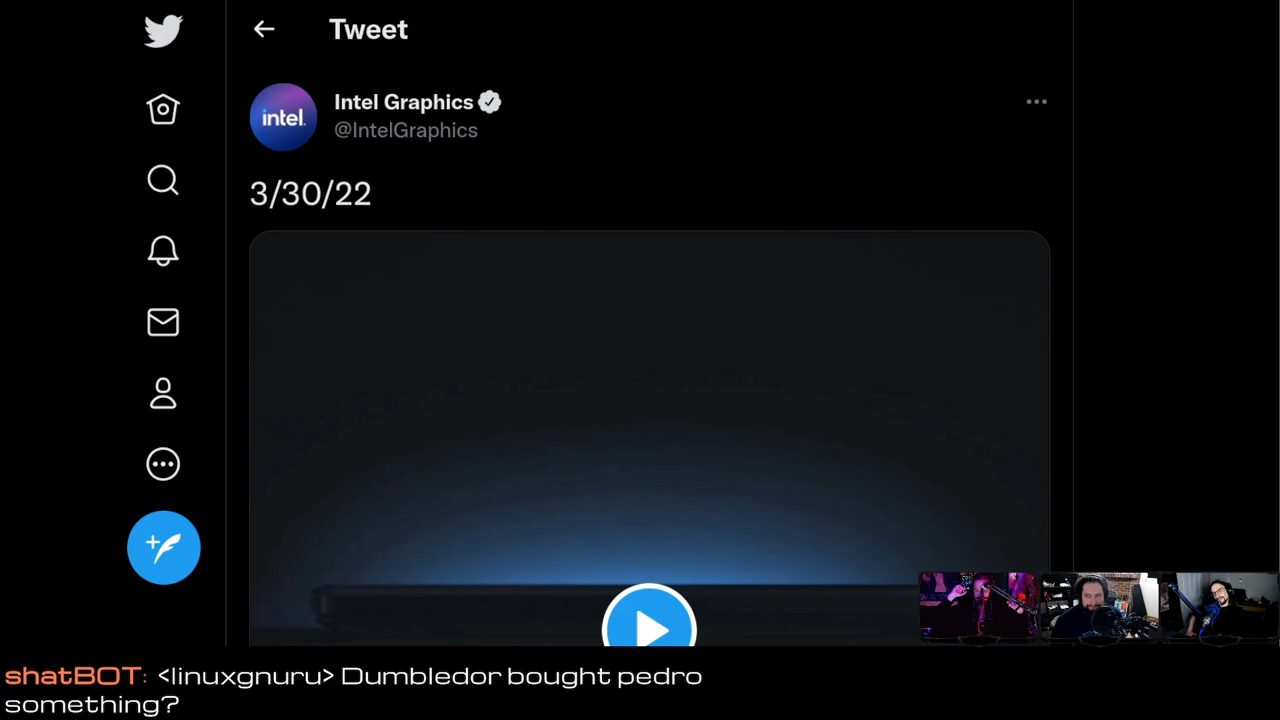 Tweet
intel.
Intel Graphics
@IntelGraphics
3/30/22
shatBOT: <linuxgnuru> Dumbledor bought pedro
something?